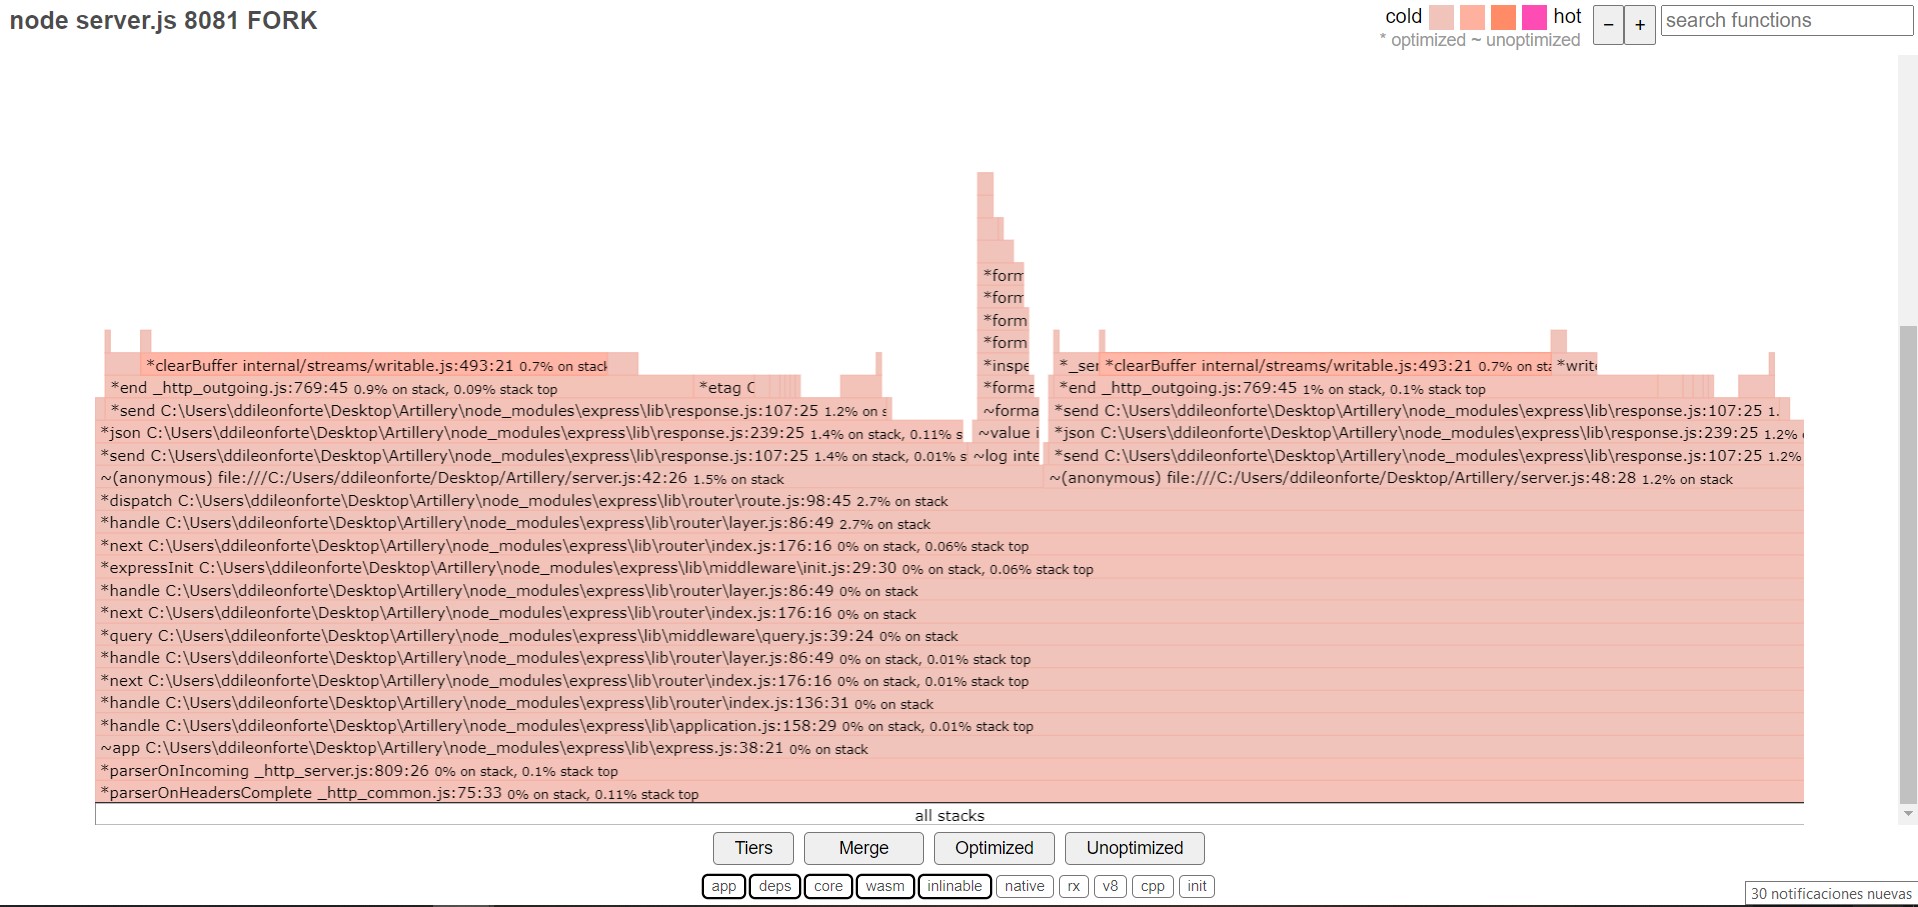 node server.js 8081 FORK
cold hot
* optimized ~ unoptimized
− + search functions
*form
*form
*form
*form
*clearBuffer internal/streams/writable.js:493:21 0.7% on stack *inspe *_ser *clearBuffer internal/streams/writable.js:493:21 0.7% on sta *write
*end _http_outgoing.js:769:45 0.9% on stack, 0.09% stack top *etag C *forma *end _http_outgoing.js:769:45 1% on stack, 0.1% stack top
*send C:\Users\ddileonforte\Desktop\Artillery\node_modules\express\lib\response.js:107:25 1.2% on s ~forma *send C:\Users\ddileonforte\Desktop\Artillery\node_modules\express\lib\response.js:107:25 1.
*json C:\Users\ddileonforte\Desktop\Artillery\node_modules\express\lib\response.js:239:25 1.4% on stack, 0.11% s ~value i *json C:\Users\ddileonforte\Desktop\Artillery\node_modules\express\lib\response.js:239:25 1.2%
*send C:\Users\ddileonforte\Desktop\Artillery\node_modules\express\lib\response.js:107:25 1.4% on stack, 0.01% s ~log inte *send C:\Users\ddileonforte\Desktop\Artillery\node_modules\express\lib\response.js:107:25 1.2%
~(anonymous) file:///C:/Users/ddileonforte/Desktop/Artillery/server.js:42:26 1.5% on stack ~(anonymous) file:///C:/Users/ddileonforte/Desktop/Artillery/server.js:48:28 1.2% on stack
*dispatch C:\Users\ddileonforte\Desktop\Artillery\node_modules\express\lib\router\route.js:98:45 2.7% on stack
*handle C:\Users\ddileonforte\Desktop\Artillery\node_modules\express\lib\router\layer.js:86:49 2.7% on stack
*next C:\Users\ddileonforte\Desktop\Artillery\node_modules\express\lib\router\index.js:176:16 0% on stack, 0.06% stack top
*expressInit C:\Users\ddileonforte\Desktop\Artillery\node_modules\express\lib\middleware\init.js:29:30 0% on stack, 0.06% stack top
*handle C:\Users\ddileonforte\Desktop\Artillery\node_modules\express\lib\router\layer.js:86:49 0% on stack
*next C:\Users\ddileonforte\Desktop\Artillery\node_modules\express\lib\router\index.js:176:16 0% on stack
*query C:\Users\ddileonforte\Desktop\Artillery\node_modules\express\lib\middleware\query.js:39:24 0% on stack
*handle C:\Users\ddileonforte\Desktop\Artillery\node_modules\express\lib\router\layer.js:86:49 0% on stack, 0.01% stack top
*next C:\Users\ddileonforte\Desktop\Artillery\node_modules\express\lib\router\index.js:176:16 0% on stack, 0.01% stack top
*handle C:\Users\ddileonforte\Desktop\Artillery\node_modules\express\lib\router\index.js:136:31 0% on stack
*handle C:\Users\ddileonforte\Desktop\Artillery\node_modules\express\lib\application.js:158:29 0% on stack, 0.01% stack top
~app C:\Users\ddileonforte\Desktop\Artillery\node_modules\express\lib\express.js:38:21 0% on stack
*parserOnIncoming _http_server.js:809:26 0% on stack, 0.1% stack top
*parserOnHeadersComplete _http_common.js:75:33 0% on stack, 0.11% stack top
all stacks
Tiers Merge Optimized Unoptimized
app deps core wasm inlinable native rx v8 cpp init
30 notificaciones nuevas